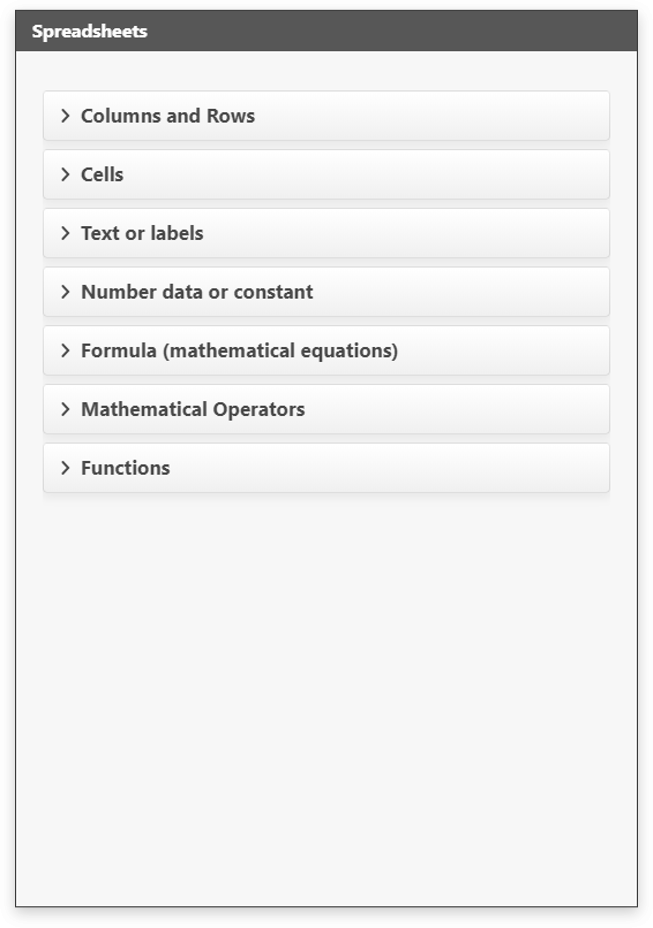 Spreadsheets
Columns and Rows
Cells
Text or labels
Number data or constant
Formula (mathematical equations)
Mathematical Operators
Functions